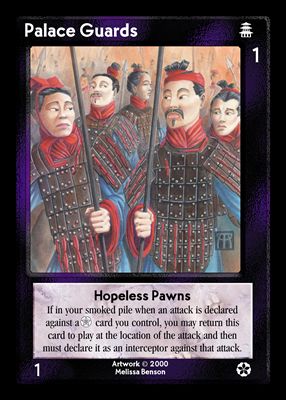 Palace Guards
1
Hopeless Pawns
If in your smoked pile when an attack is declared
against a card you control, you may return this
card to play at the location of the attack and then
must declare it as an interceptor against that attack.
1
Artwork © 2000
Melissa Benson